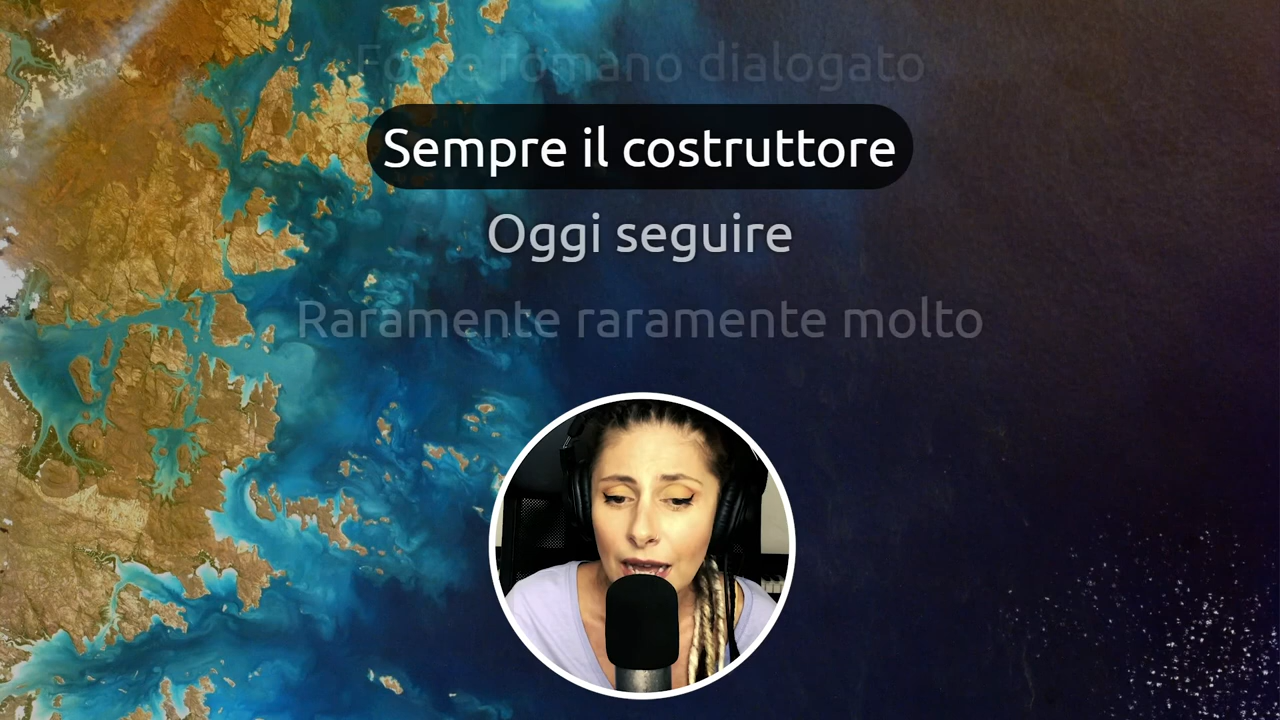 romano dialogato
Sempre il costruttore
Oggi seguire
Raramente raramente molto